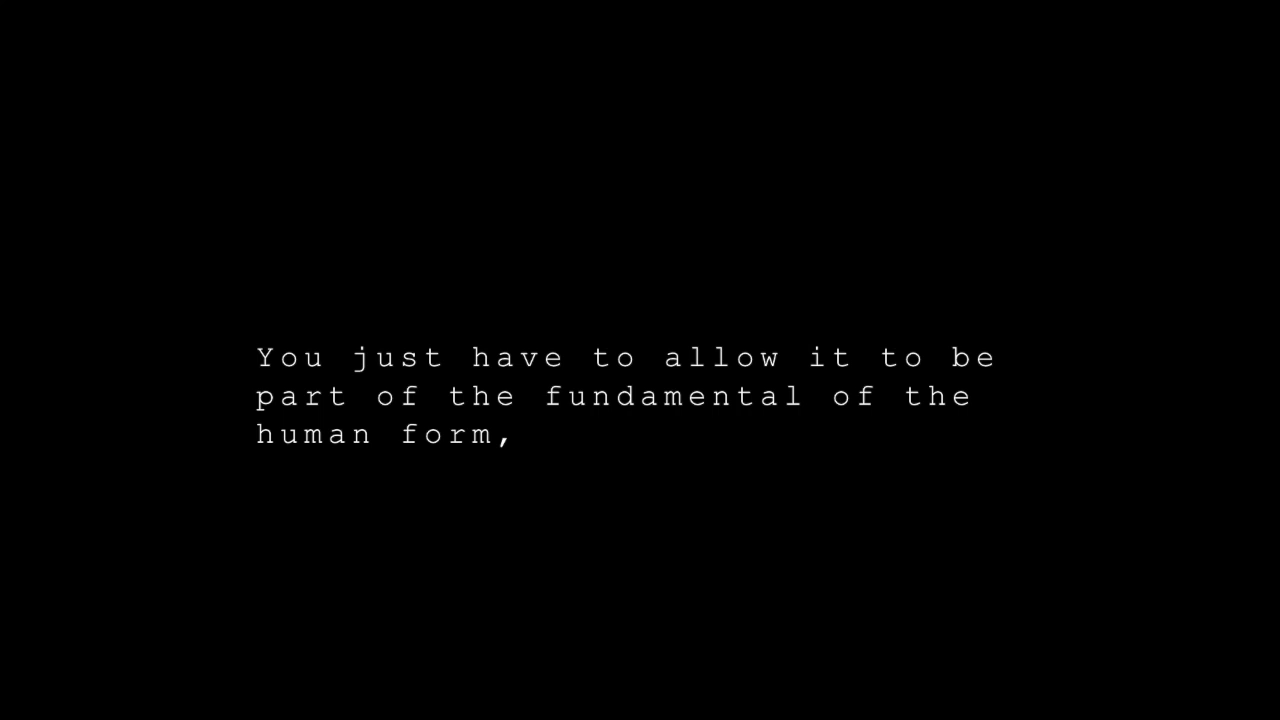 You just have to allow it to be
part of the fundamental of the
human form,